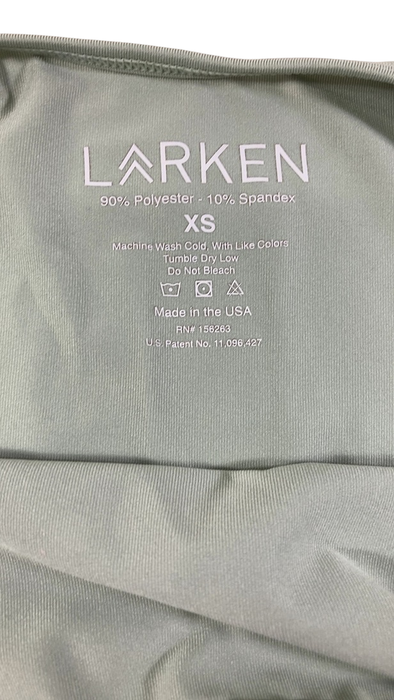 LARKEN
90% Polyester - 10% Spandex
XS
Machine Wash Cold, With Like Colors
Tumble Dry Low
Do Not Bleach
Made in the USA
RN# 156263
U.S. Patent No. 11,096,427